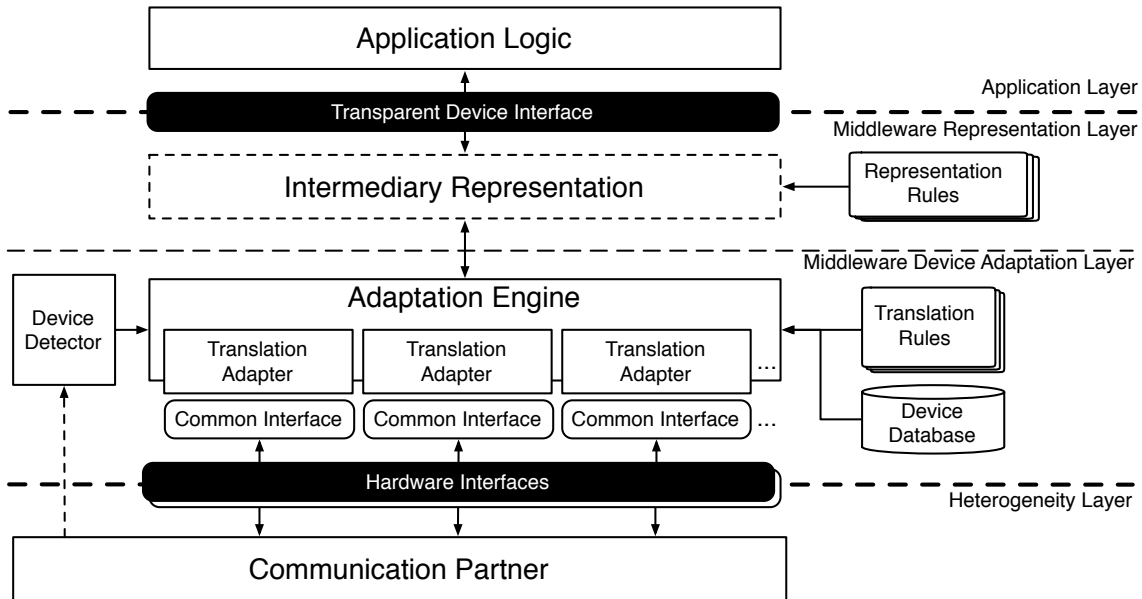 Application Logic
Application Layer
Transparent Device Interface
Middleware Representation Layer
Intermediary Representation
Representation
Rules
Middleware Device Adaptation Layer
Device
Detector
Adaptation Engine
Translation
Adapter
Translation
Adapter
Translation
Adapter
...
Translation
Rules
Common Interface
Common Interface
Common Interface
...
Device
Database
Hardware Interfaces
Heterogeneity Layer
Communication Partner